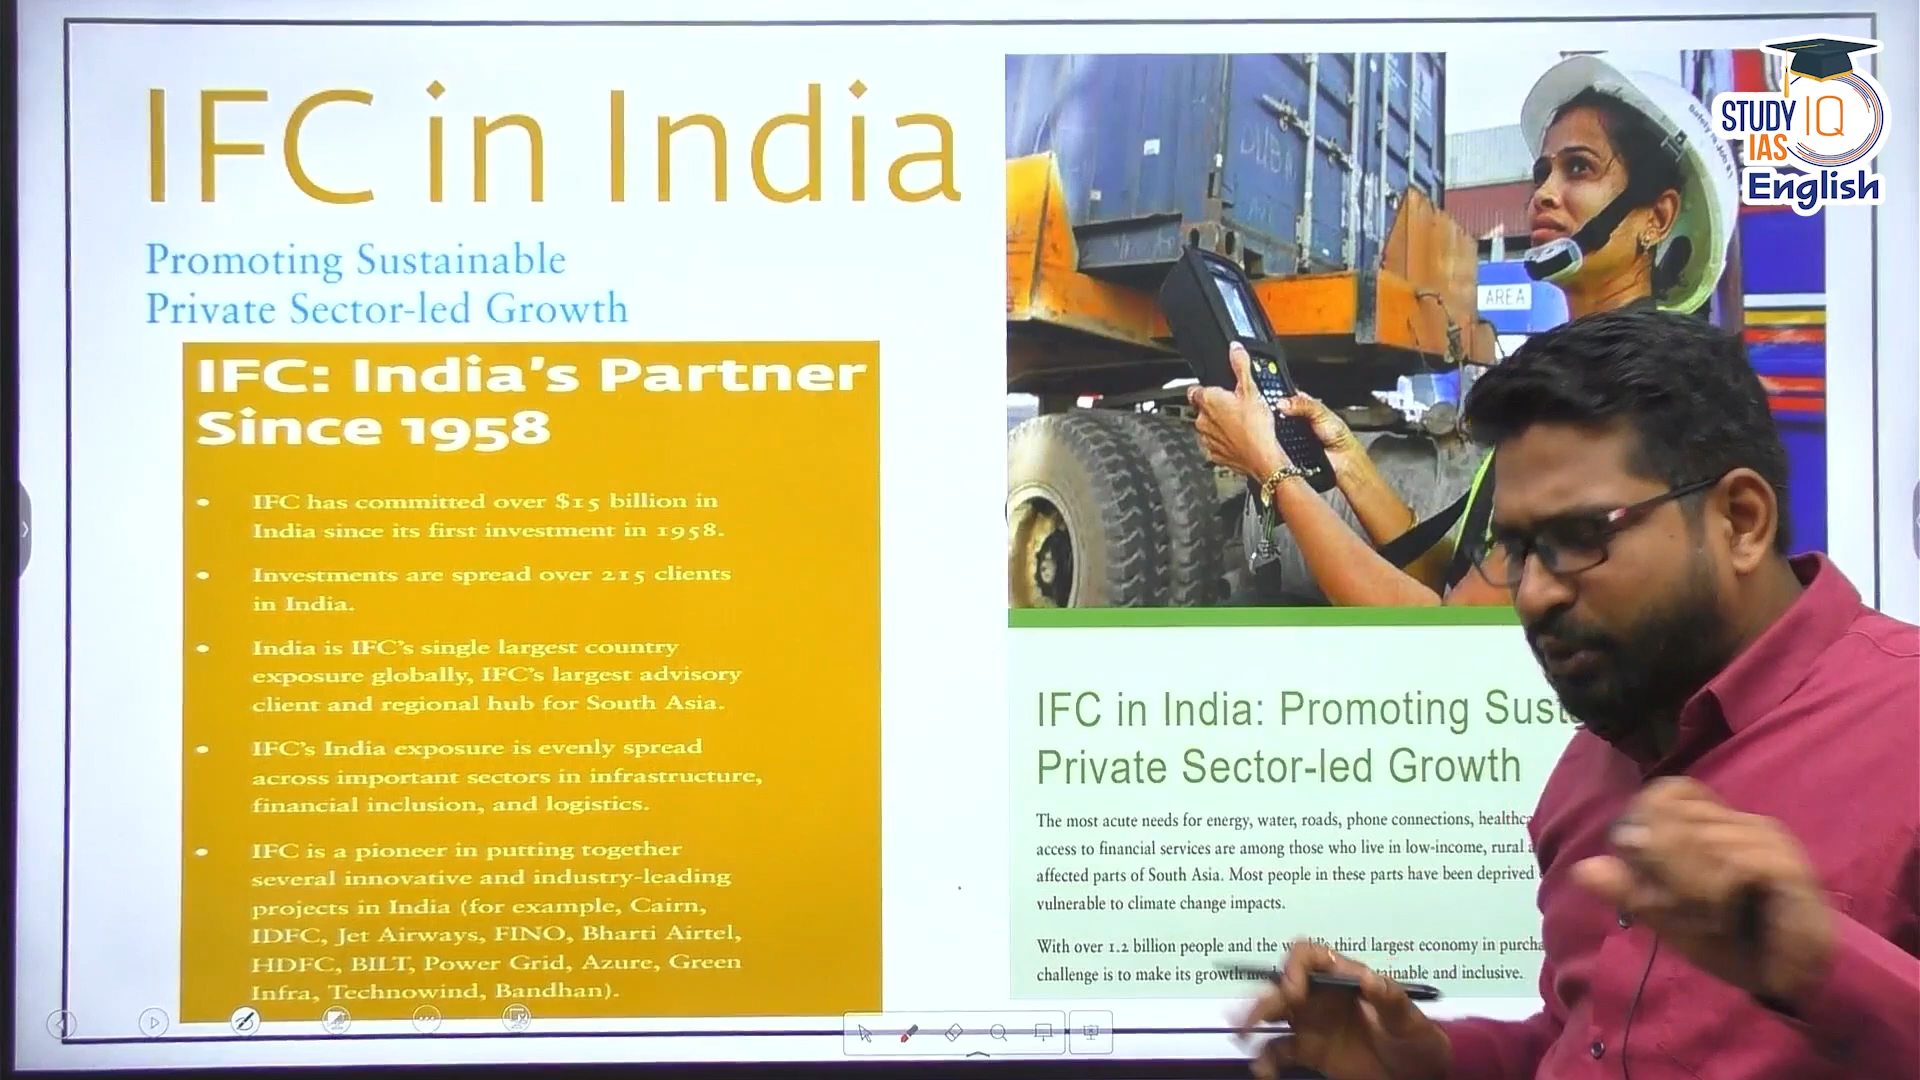 IFC in India
Promoting Sustainable
Private Sector-led Growth
IFC: India's Partner
Since 1958
• IFC has committed over $15 billion in
India since its first investment in 1958.
• Investments are spread over 215 clients
in India.
• India is IFC's single largest country
exposure globally, IFC's largest advisory
client and regional hub for South Asia.
• IFC's India exposure is evenly spread
across important sectors in infrastructure,
financial inclusion, and logistics.
• IFC is a pioneer in putting together
several innovative and industry-leading
projects in India (for example, Cairn,
IDFC, Jet Airways, FINO, Bharti Airtel,
HDFC, BILT, Power Grid, Azure, Green
Infra, Technowind, Bandhan).
STUDY IQ
IAS
English
AREA
IFC in India: Promoting
Private Sector-led Growth
The most acute needs for energy, water, roads, phone connections,
access to financial services are among those who live in low-income, rural
affected parts of South Asia. Most people in these parts have been deprived
vulnerable to climate change impacts.
With over 1.2 billion people and the world's third largest economy in
challenge is to make its growth and inclusive.